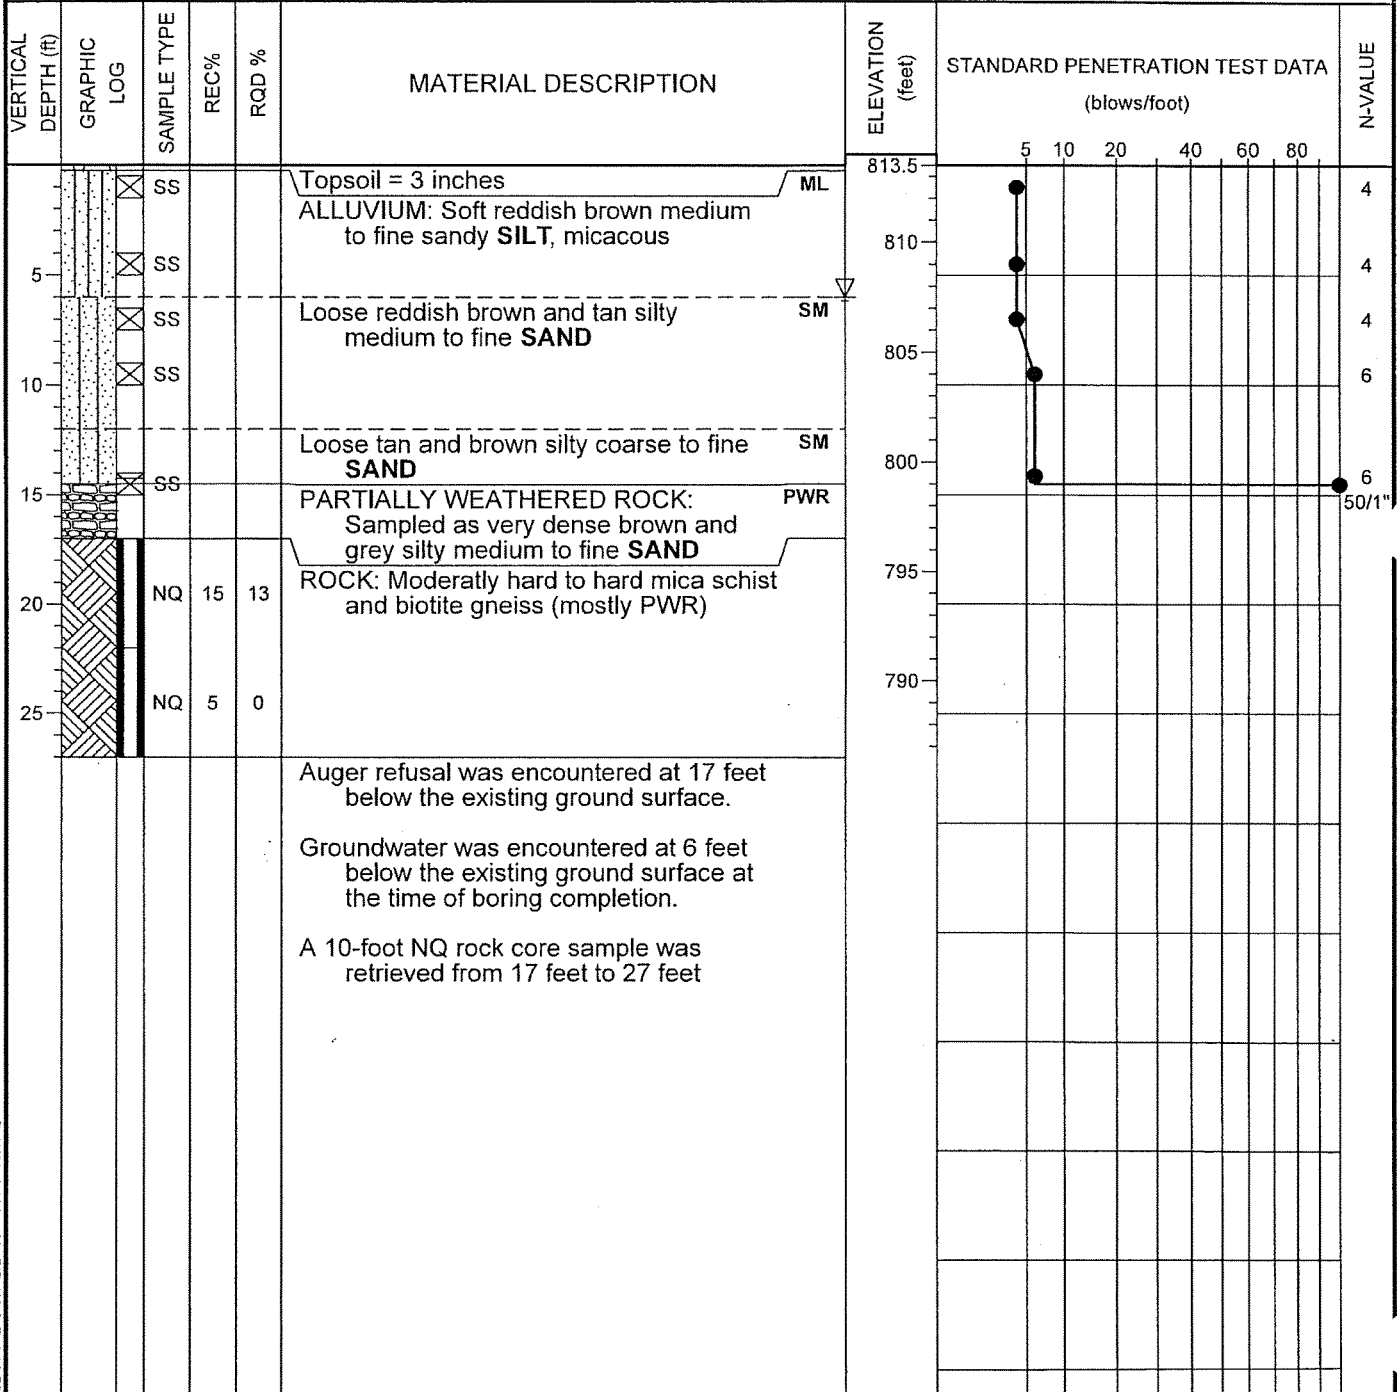 VERTICAL
DEPTH (ft)
GRAPHIC
LOG
SAMPLE TYPE
REC%
RQD %
MATERIAL DESCRIPTION
ELEVATION
(feet)
STANDARD PENETRATION TEST DATA
(blows/foot)
N-VALUE
5 10 20 40 60 80
813.5
SS
Topsoil = 3 inches ML
4
ALLUVIUM: Soft reddish brown medium
to fine sandy SILT, micacous
810
5
SS
4
SS
Loose reddish brown and tan silty SM
medium to fine SAND
4
805
10
SS
6
Loose tan and brown silty coarse to fine SM
SAND
800
15
SS
6
50/1"
PARTIALLY WEATHERED ROCK: PWR
Sampled as very dense brown and
grey silty medium to fine SAND
ROCK: Moderatly hard to hard mica schist
and biotite gneiss (mostly PWR)
795
20
NQ 15 13
790
25
NQ 5 0
Auger refusal was encountered at 17 feet
below the existing ground surface.
Groundwater was encountered at 6 feet
below the existing ground surface at
the time of boring completion.
A 10-foot NQ rock core sample was
retrieved from 17 feet to 27 feet